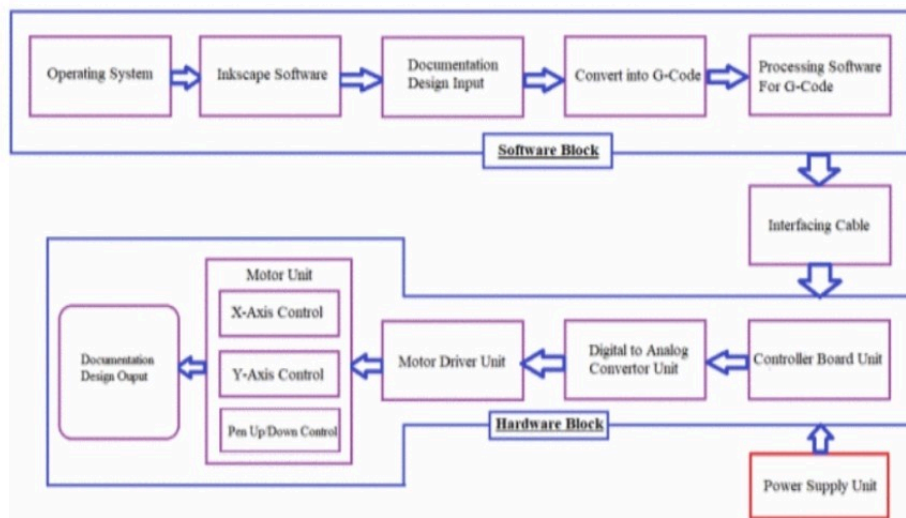 Operating System
Inkscape Software
Documentation
Design Input
Convert into G-Code
Processing Software
For G-Code
Software Block
Interfacing Cable
Motor Unit
X-Axis Control
Y-Axis Control
Pen Up/Down Control
Documentation
Design Ouput
Motor Driver Unit
Digital to Analog
Convertor Unit
Controller Board Unit
Hardware Block
Power Supply Unit